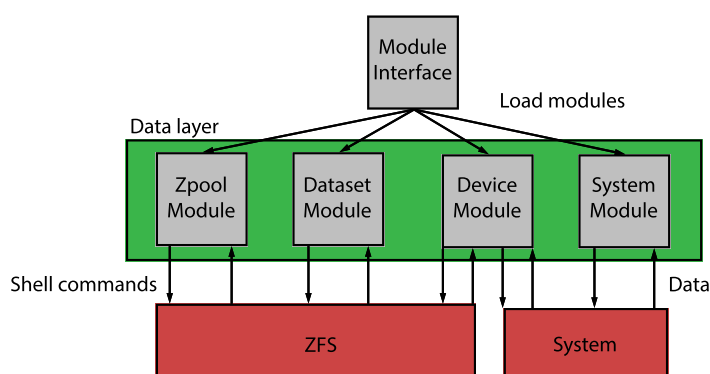 Module
Interface
Load modules
Data layer
Zpool
Module
Dataset
Module
Device
Module
System
Module
Shell commands
Data
ZFS
System